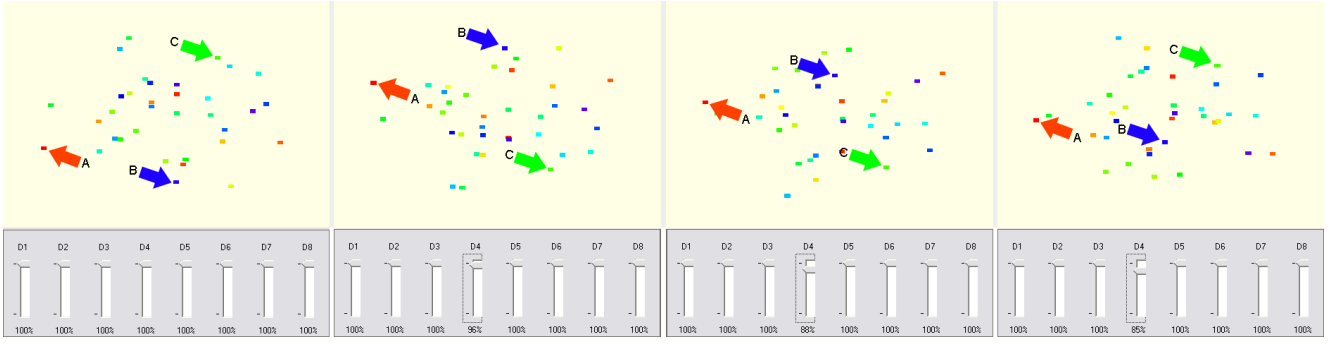 C
A
B
D1 D2 D3 D4 D5 D6 D7 D8
100% 100% 100% 100% 100% 100% 100% 100%
B
A
C
D1 D2 D3 D4 D5 D6 D7 D8
100% 100% 100% 96% 100% 100% 100% 100%
B
A
C
D1 D2 D3 D4 D5 D6 D7 D8
100% 100% 100% 88% 100% 100% 100% 100%
C
B
A
D1 D2 D3 D4 D5 D6 D7 D8
100% 100% 100% 85% 100% 100% 100% 100%